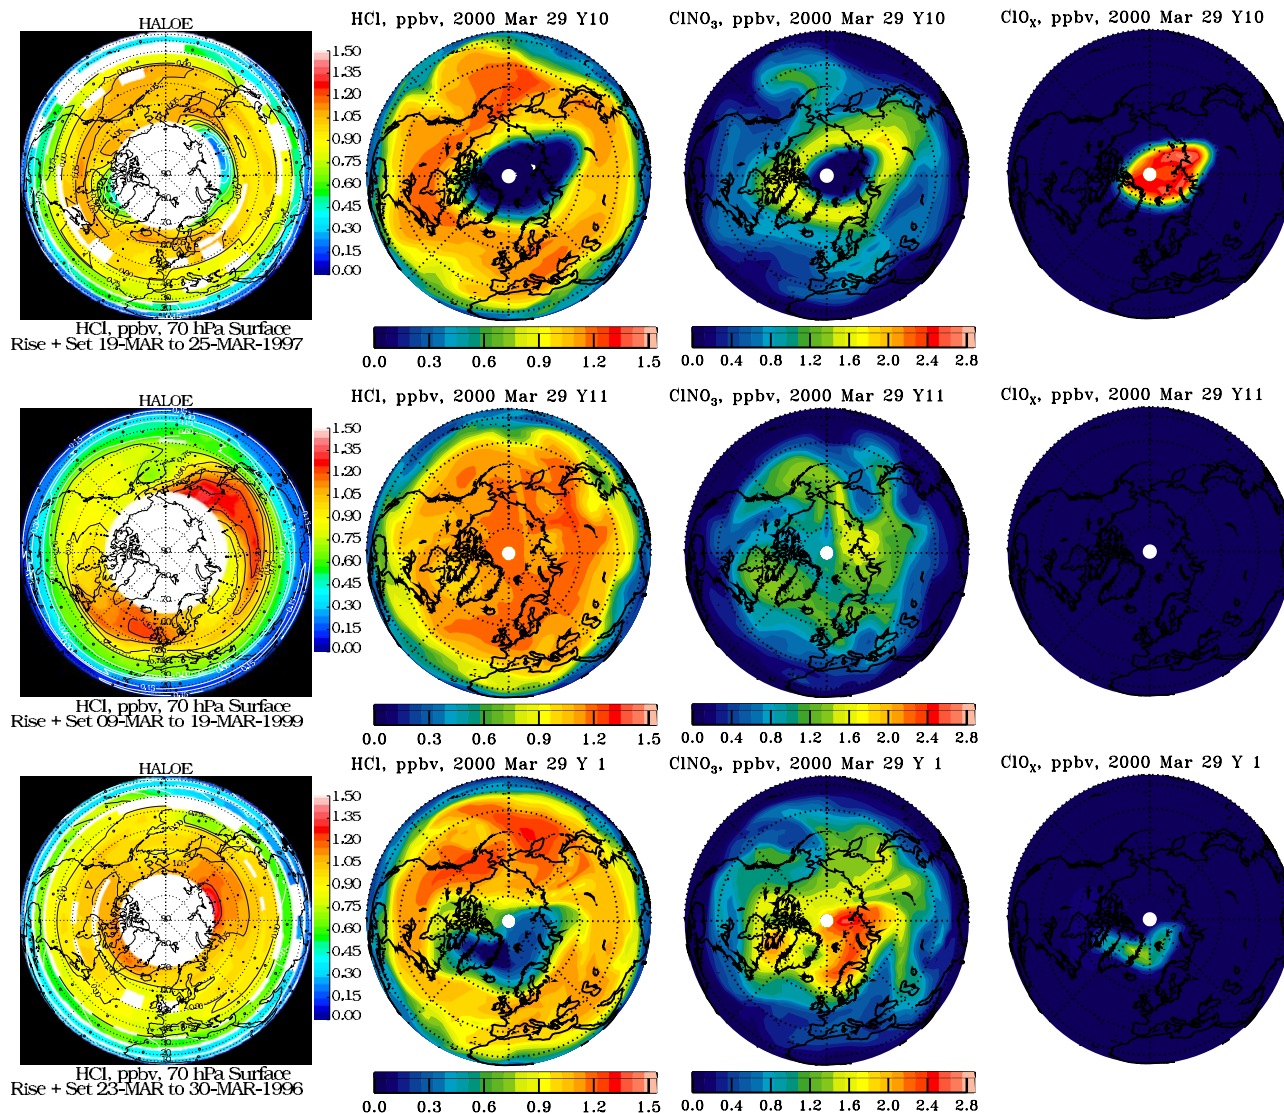 HALOE
HCl, ppbv, 2000 Mar 29 Y10
ClNO3, ppbv, 2000 Mar 29 Y10
ClOX, ppbv, 2000 Mar 29 Y10
1.50
1.35
1.20
1.05
0.90
0.75
0.60
0.45
0.30
0.15
0.00
HCl, ppbv, 70 hPa Surface
Rise + Set 19-MAR to 25-MAR-1997
0.0 0.3 0.6 0.9 1.2 1.5
0.0 0.4 0.8 1.2 1.6 2.0 2.4 2.8
HALOE
HCl, ppbv, 2000 Mar 29 Y11
ClNO3, ppbv, 2000 Mar 29 Y11
ClOX, ppbv, 2000 Mar 29 Y11
1.50
1.35
1.20
1.05
0.90
0.75
0.60
0.45
0.30
0.15
0.00
HCl, ppbv, 70 hPa Surface
Rise + Set 09-MAR to 19-MAR-1999
0.0 0.3 0.6 0.9 1.2 1.5
0.0 0.4 0.8 1.2 1.6 2.0 2.4 2.8
HALOE
HCl, ppbv, 2000 Mar 29 Y 1
ClNO3, ppbv, 2000 Mar 29 Y 1
ClOX, ppbv, 2000 Mar 29 Y 1
1.50
1.35
1.20
1.05
0.90
0.75
0.60
0.45
0.30
0.15
0.00
HCl, ppbv, 70 hPa Surface
Rise + Set 23-MAR to 30-MAR-1996
0.0 0.3 0.6 0.9 1.2 1.5
0.0 0.4 0.8 1.2 1.6 2.0 2.4 2.8